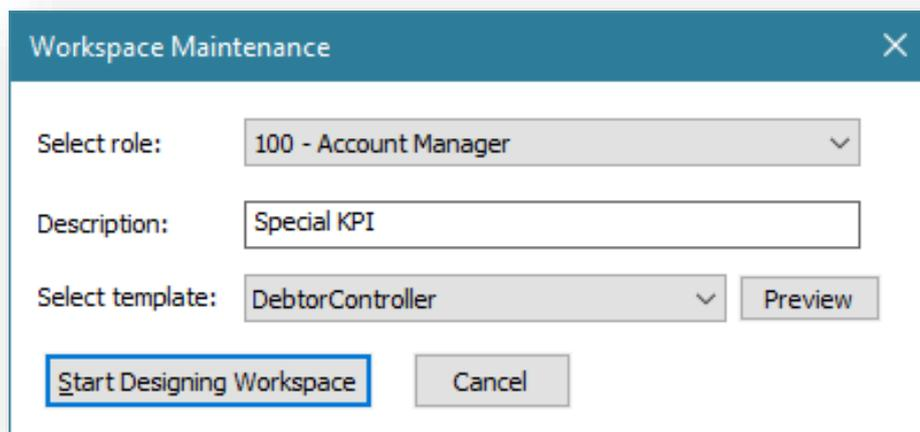 Workspace Maintenance
Select role: 100 - Account Manager
Description: Special KPI
Select template: DebtorController Preview
Start Designing Workspace Cancel